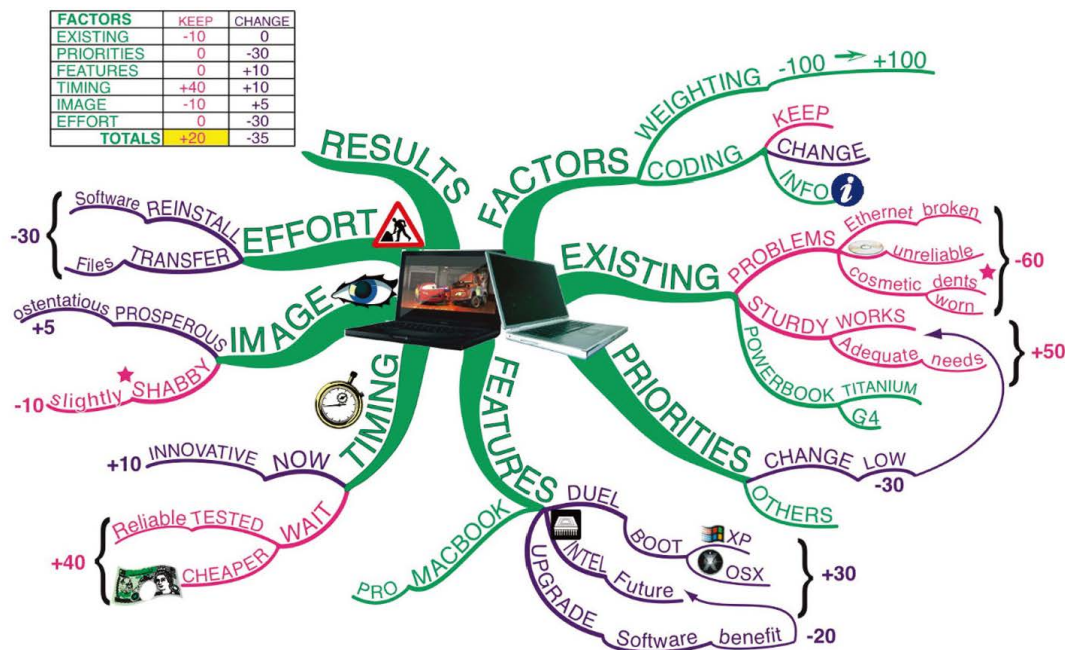 FACTORS KEEP CHANGE
EXISTING -10 0
PRIORITIES 0 -30
FEATURES 0 +10
TIMING +40 +10
IMAGE -10 +5
EFFORT 0 -30
TOTALS +20 -35
RESULTS
FACTORS
WEIGHTING -100 → +100
CODING
KEEP
CHANGE
INFO i
EXISTING
PROBLEMS
Ethernet broken
unreliable
cosmetic dents
worn
-60
STURDY WORKS
Adequate needs
+50
POWERBOOK TITANIUM
G4
PRIORITIES
CHANGE LOW
-30
OTHERS
FEATURES
DUEL
BOOT
XP
OSX
INTEL Future
+30
UPGRADE
Software benefit
-20
MACBOOK
PRO
TIMING
NOW
INNOVATIVE
+10
WAIT
Reliable TESTED
CHEAPER
+40
IMAGE
PROSPEROUS
ostentatious
+5
SHABBY
slightly
-10
EFFORT
REINSTALL
Software
TRANSFER
Files
-30